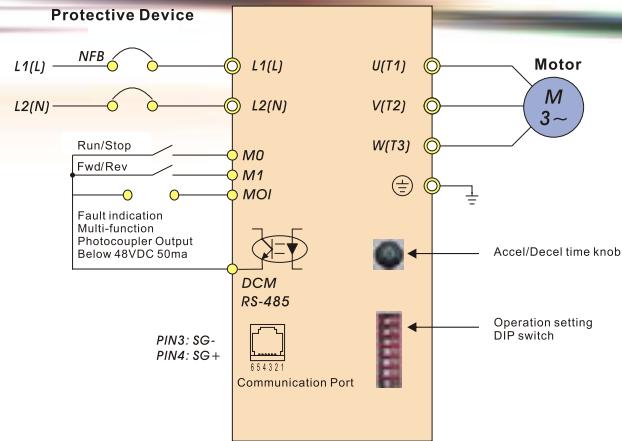 Protective Device
NFB
L1(L)
L1(L)
U(T1)
Motor
L2(N)
L2(N)
V(T2)
M
3~
W(T3)
Run/Stop
M0
Fwd/Rev
M1
MOI
Fault indication
Multi-function
Photocoupler Output
Below 48VDC 50ma
Accel/Decel time knob
DCM
RS-485
PIN3: SG-
PIN4: SG+
654321
Communication Port
Operation setting
DIP switch